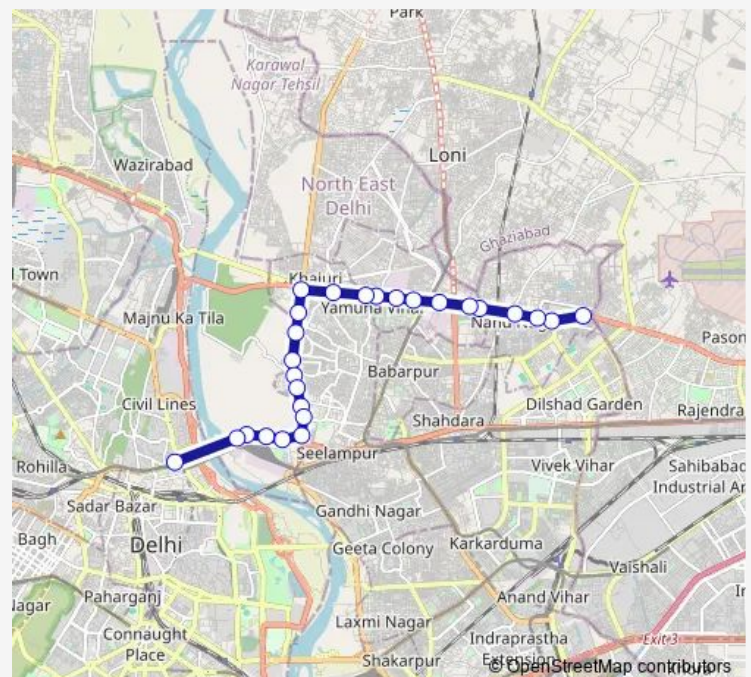 Park
Karawal
Nagar Tehsil
Wazirabad
Loni
North East
Delhi
Ghaziabad
Town
Khajuri
Majnu Ka Tila
Yamuna Vihar
Pason
Babarpur
Civil Lines
Dilshad Garden
Shahdara
Rajendra
Seelampur
Rohilla
Vivek Vihar
Sahibabad
Industrial Ar
Sadar Bazar
Gandhi Nagar
Bagh
Delhi
Geeta Colony
Karkarduma
Vaishali
Nagar
Paharganj
Anand Vihar
Laxmi Nagar
Connaught
Place
Indraprastha
Extension
Exit 3
Shakarpur
© OpenStreetMap contributors